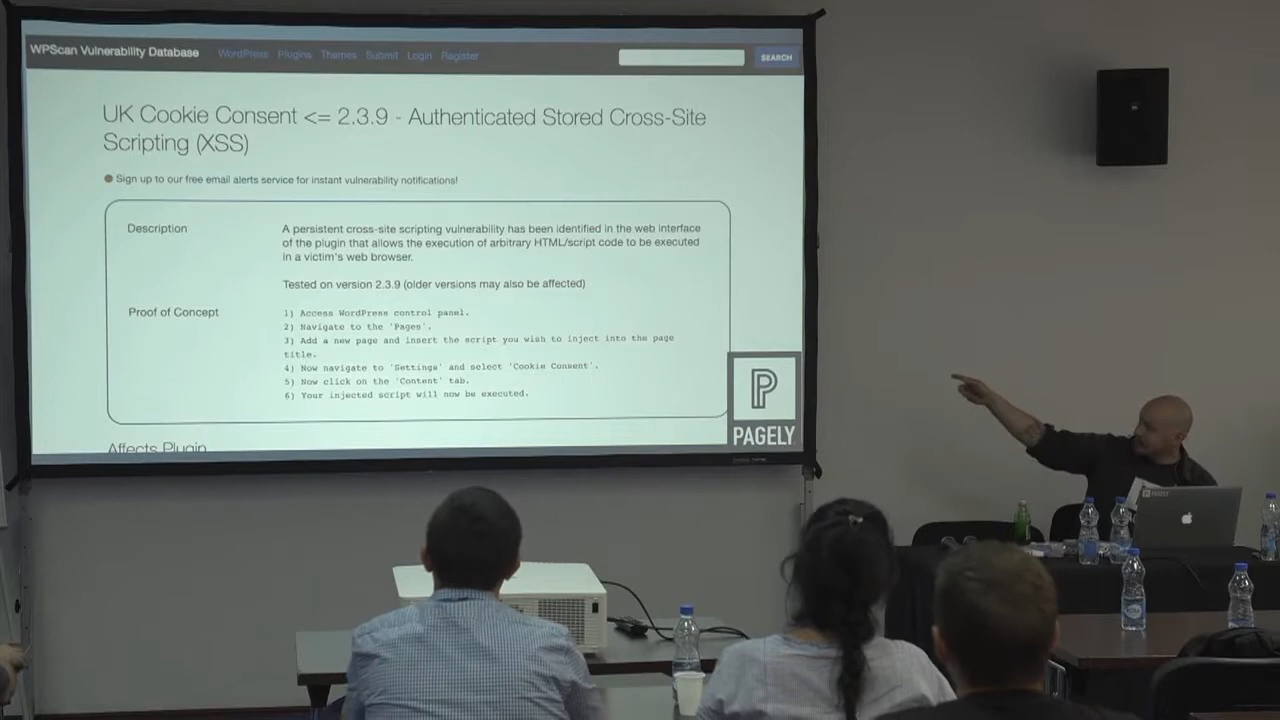 WPScan Vulnerability Database WordPress Plugins Themes Submit Login Register SEARCH
UK Cookie Consent <= 2.3.9 - Authenticated Stored Cross-Site
Scripting (XSS)
Sign up to our free email alerts service for instant vulnerability notifications!
Description
A persistent cross-site scripting vulnerability has been identified in the web interface
of the plugin that allows the execution of arbitrary HTML/script code to be executed
in a victim's web browser.
Tested on version 2.3.9 (older versions may also be affected)
Proof of Concept
1) Access WordPress control panel.
2) Navigate to the 'Pages'.
3) Add a new page and insert the script you wish to inject into the page
title.
4) Now navigate to 'Settings' and select 'Cookie Consent'.
5) Now click on the 'Content' tab.
6) Your injected script will now be executed.
Affects Plugin
PAGELY
PAGELY